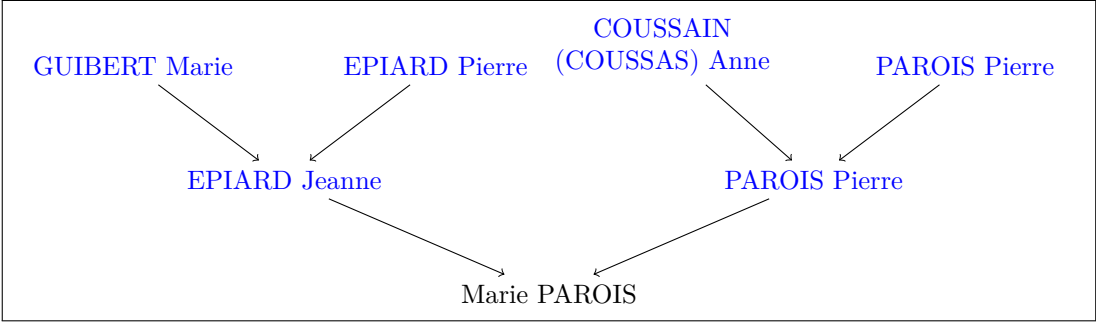 COUSSAIN
GUIBERT Marie
EPIARD Pierre
(COUSSAS) Anne
PAROIS Pierre
EPIARD Jeanne
PAROIS Pierre
Marie PAROIS